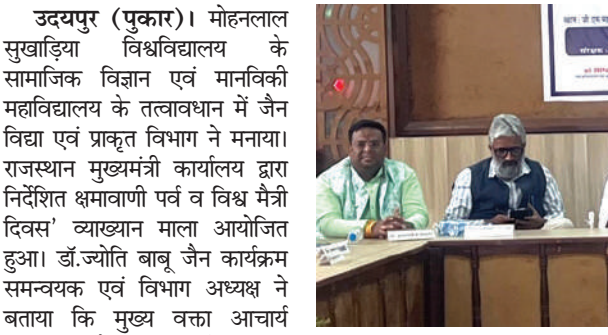 उदयपुर (पुकार)। मोहनलाल
सुखाड़िया विश्वविद्यालय के
सामाजिक विज्ञान एवं मानविकी
महाविद्यालय के तत्वावधान में जैन
विद्या एवं प्राकृत विभाग ने मनाया।
राजस्थान मुख्यमंत्री कार्यालय द्वारा
निर्देशित क्षमावाणी पर्व व विश्व मैत्री
दिवस' व्याख्यान माला आयोजित
हुआ। डॉ.ज्योति बाबू जैन कार्यक्रम
समन्वयक एवं विभाग अध्यक्ष ने
बताया कि मुख्य वक्ता आचार्य